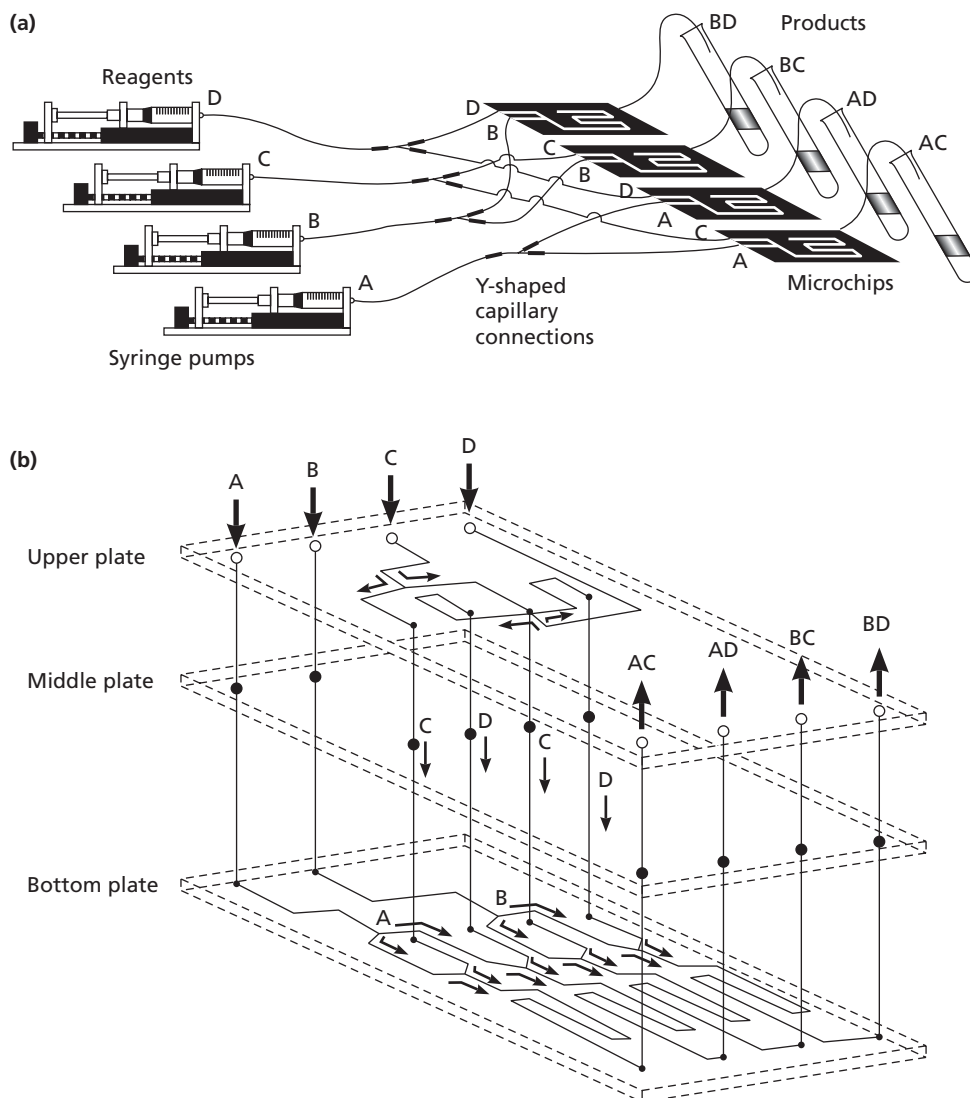 (a)
BD
Products
Reagents
BC
D
D
AD
B
C
C
AC
B
D
B
A
C
A
A
Y-shaped
capillary
connections
Microchips
Syringe pumps
(b)
A
B
C
D
Upper plate
AC
AD
BC
BD
Middle plate
C
D
C
D
Bottom plate
A
B